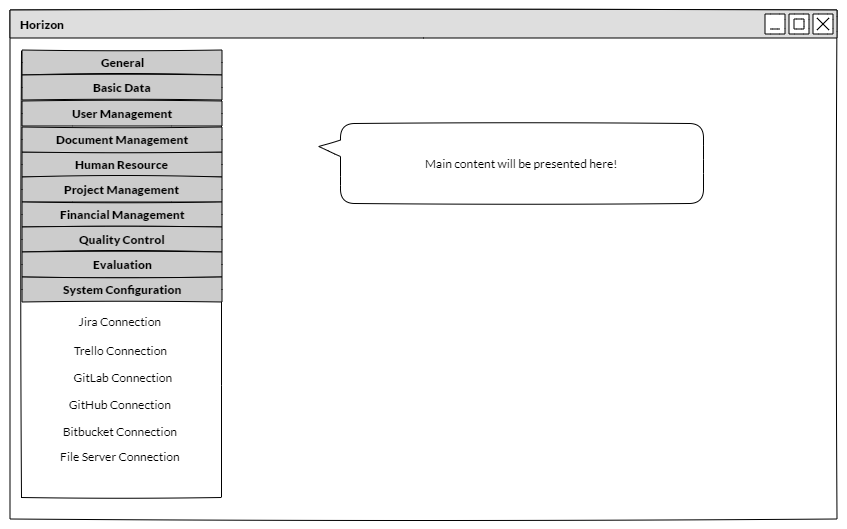 Horizon
General
Basic Data
User Management
Document Management
Human Resource
Project Management
Financial Management
Quality Control
Evaluation
System Configuration
Jira Connection
Trello Connection
GitLab Connection
GitHub Connection
Bitbucket Connection
File Server Connection
Main content will be presented here!